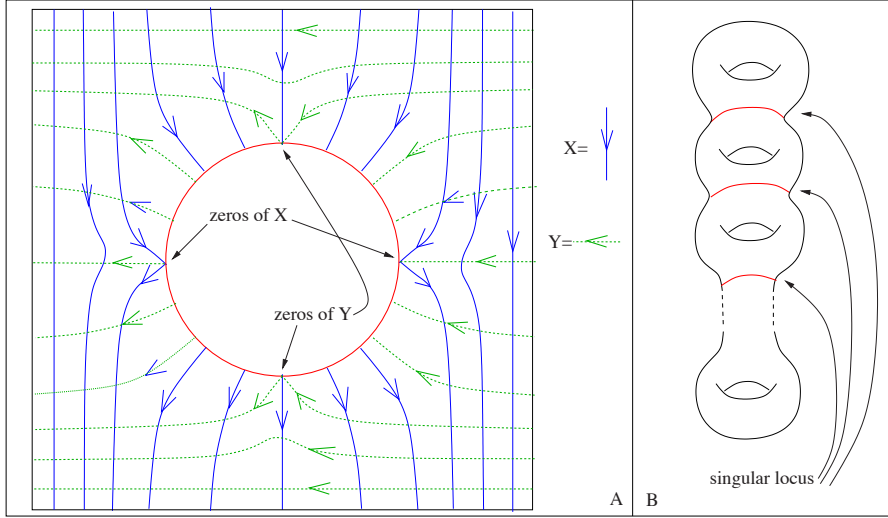 X=
zeros of X
Y=
zeros of Y
singular locus
A
B